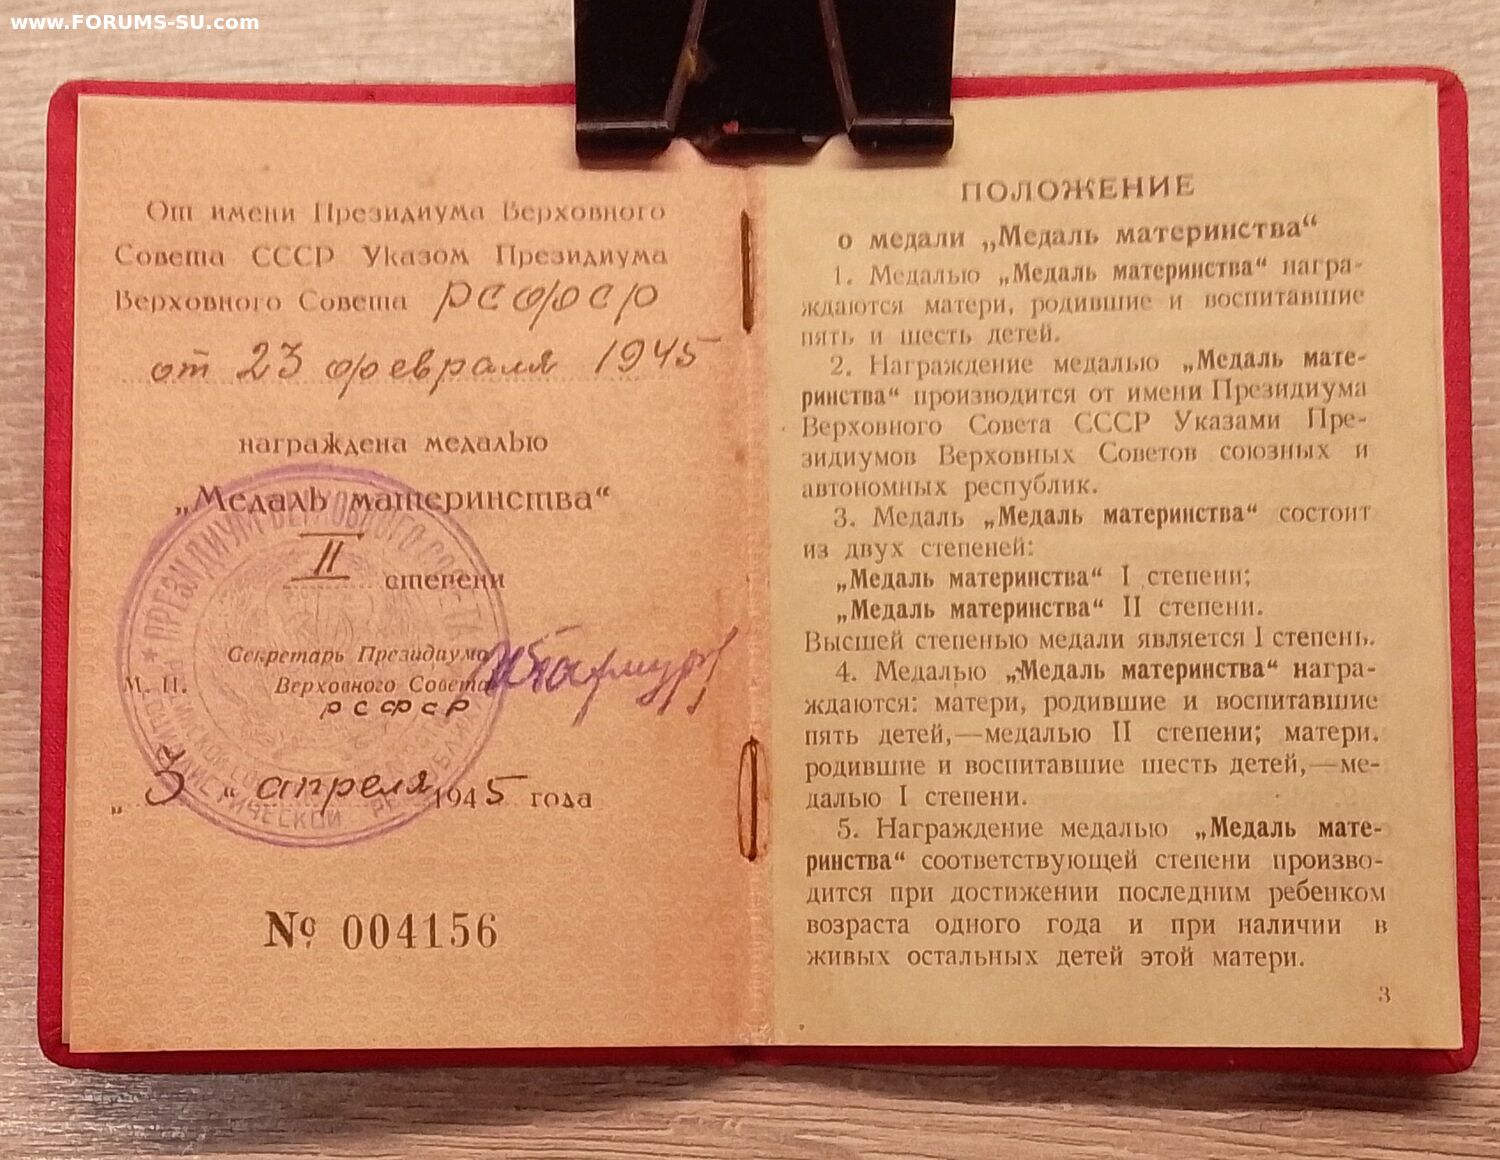 www.FORUMS-SU.com
От имени Президиума Верховного
Совета СССР Указом Президиума
Верховного Совета РСФСР
от 23 февраля 1945
награждена медалью
„Медаль материнства“
II степени
Секретарь Президиума
М. П. Верховного Совета
РСФСР
„3“ апреля 1945 года
№ 004156
ПРЕЗИДИУМ ВЕРХОВНОГО СОВЕТА
ПОЛОЖЕНИЕ
о медали „Медаль материнства“
1. Медалью „Медаль материнства“ награ-
ждаются матери, родившие и воспитавшие
пять и шесть детей.
2. Награждение медалью „Медаль мате-
ринства“ производится от имени Президиума
Верховного Совета СССР Указами Пре-
зидиумов Верховных Советов союзных и
автономных республик.
3. Медаль „Медаль материнства“ состоит
из двух степеней:
„Медаль материнства“ I степени;
„Медаль материнства“ II степени.
Высшей степенью медали является I степень.
4. Медалью „Медаль материнства“ награ-
ждаются: матери, родившие и воспитавшие
пять детей,—медалью II степени; матери,
родившие и воспитавшие шесть детей,—ме-
далью I степени.
5. Награждение медалью „Медаль мате-
ринства“ соответствующей степени произво-
дится при достижении последним ребенком
возраста одного года и при наличии в
живых остальных детей этой матери.
3